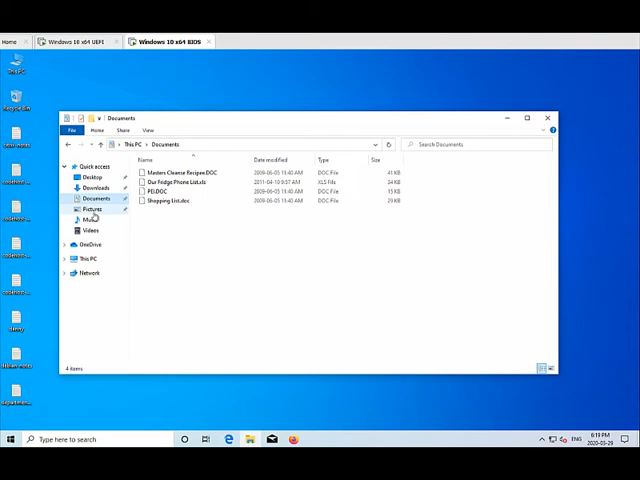 Home
Windows 10 x64 UEFI
Windows 10 x64 BIOS
This PC
Recycle Bin
Documents
File
Home
Share
View
This PC > Documents
Search Documents
Quick access
Desktop
Downloads
Documents
Pictures
Videos
OneDrive
This PC
Network
Name Date modified Type Size
Masters Cleanse Recipes.DOC 2009-06-05 11:40 AM DOC File 41 KB
Our Fridge Phone List.xls 2011-04-10 9:57 AM XLS File 34 KB
PEI.DOC 2009-06-05 11:40 AM DOC File 15 KB
Shopping List.doc 2009-06-05 11:40 AM DOC File 29 KB
4 items
Type here to search
ENG
6:19 PM
2020-03-29